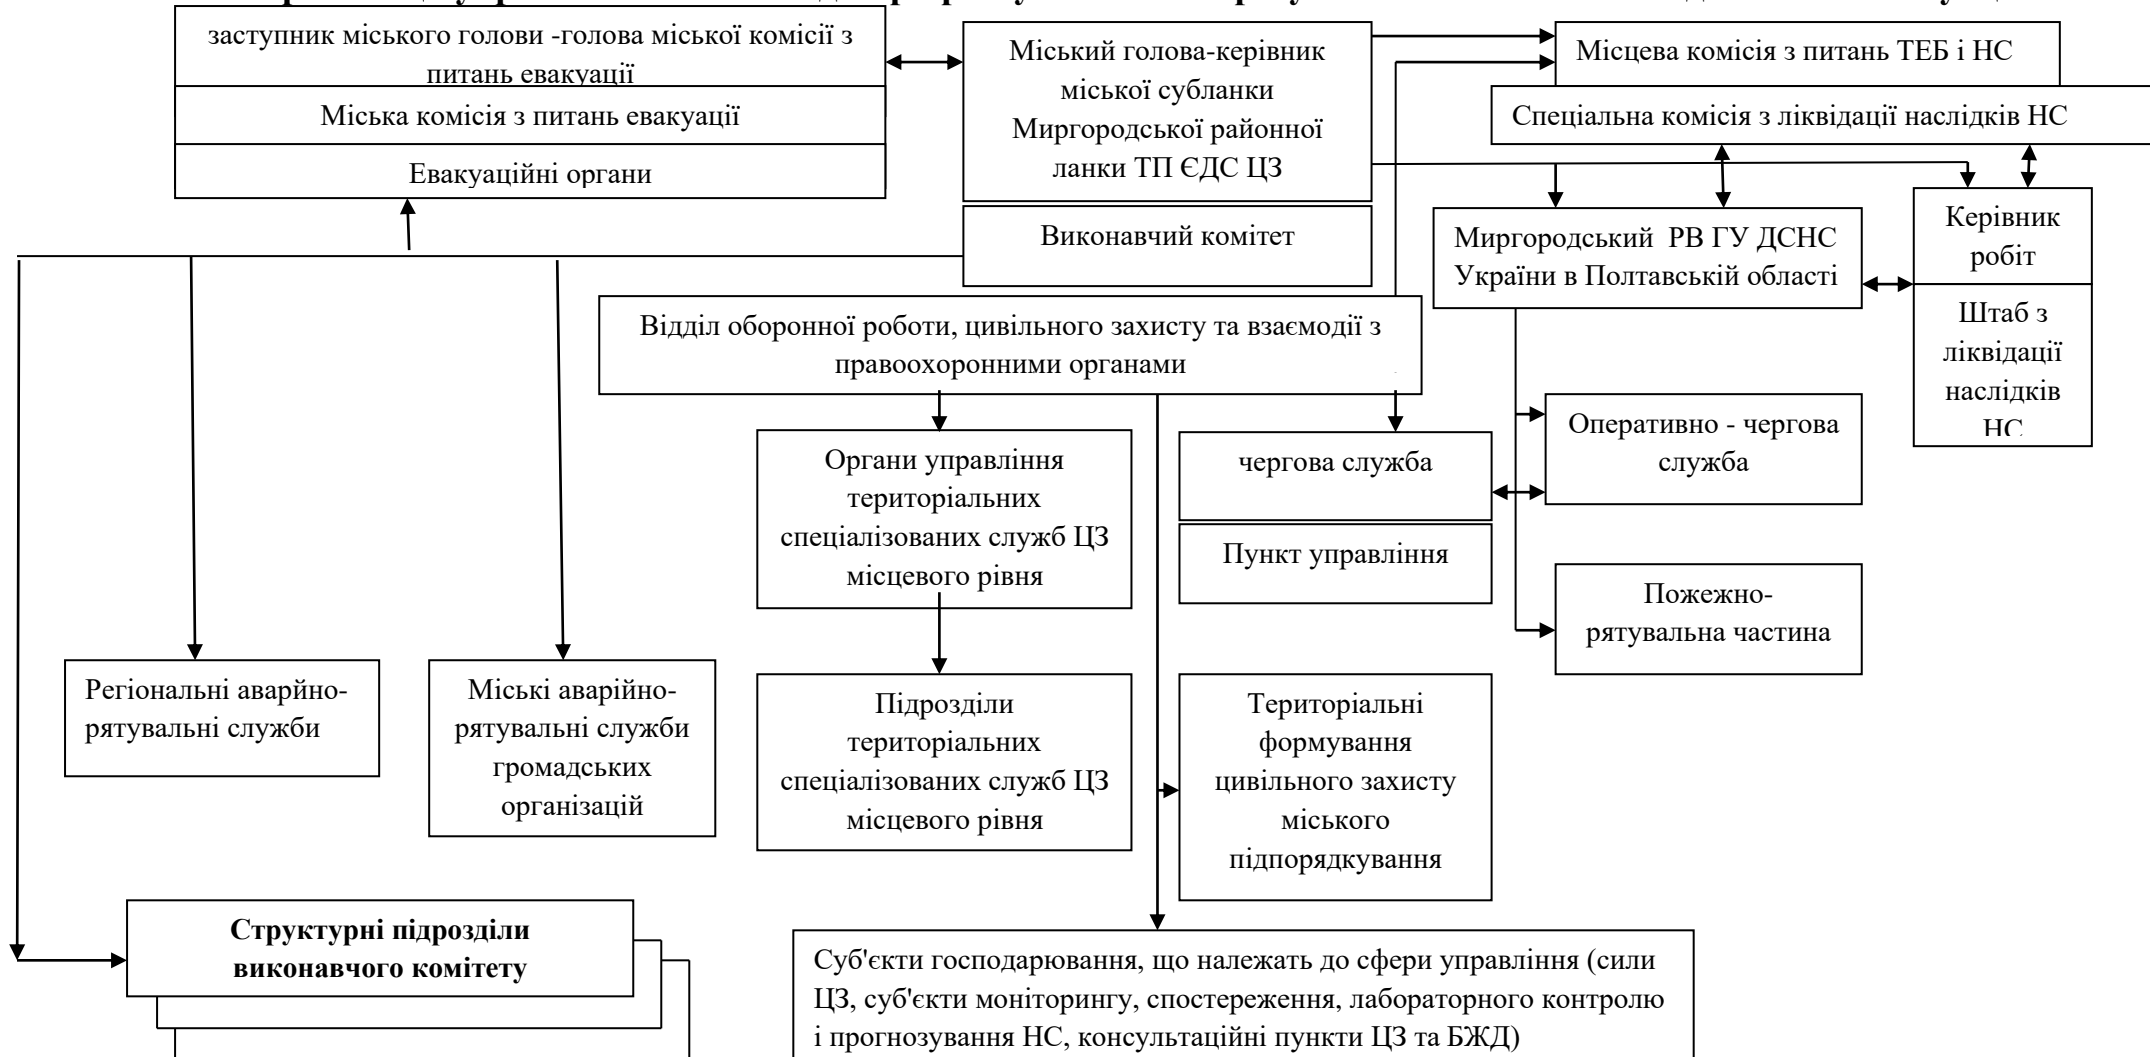 заступник міського голови -голова міської комісії з
питань евакуації
Міська комісія з питань евакуації
Евакуаційні органи
Міський голова-керівник
міської субланки
Миргородської районної
ланки ТП ЄДС ЦЗ
Виконавчий комітет
Місцева комісія з питань ТЕБ і НС
Спеціальна комісія з ліквідації наслідків НС
Миргородський РВ ГУ ДСНС
України в Полтавській області
Керівник
робіт
Штаб з
ліквідації
наслідків
НС
Відділ оборонної роботи, цивільного захисту та взаємодії з
правоохоронними органами
Органи управління
територіальних
спеціалізованих служб ЦЗ
місцевого рівня
чергова служба
Пункт управління
Оперативно - чергова
служба
Пожежно-
рятувальна частина
Регіональні аварйно-
рятувальні служби
Міські аварійно-
рятувальні служби
громадських
організацій
Підрозділи
територіальних
спеціалізованих служб ЦЗ
місцевого рівня
Територіальні
формування
цивільного захисту
міського
підпорядкування
Структурні підрозділи
виконавчого комітету
Суб'єкти господарювання, що належать до сфери управління (сили
ЦЗ, суб'єкти моніторингу, спостереження, лабораторного контролю
і прогнозування НС, консультаційні пункти ЦЗ та БЖД)